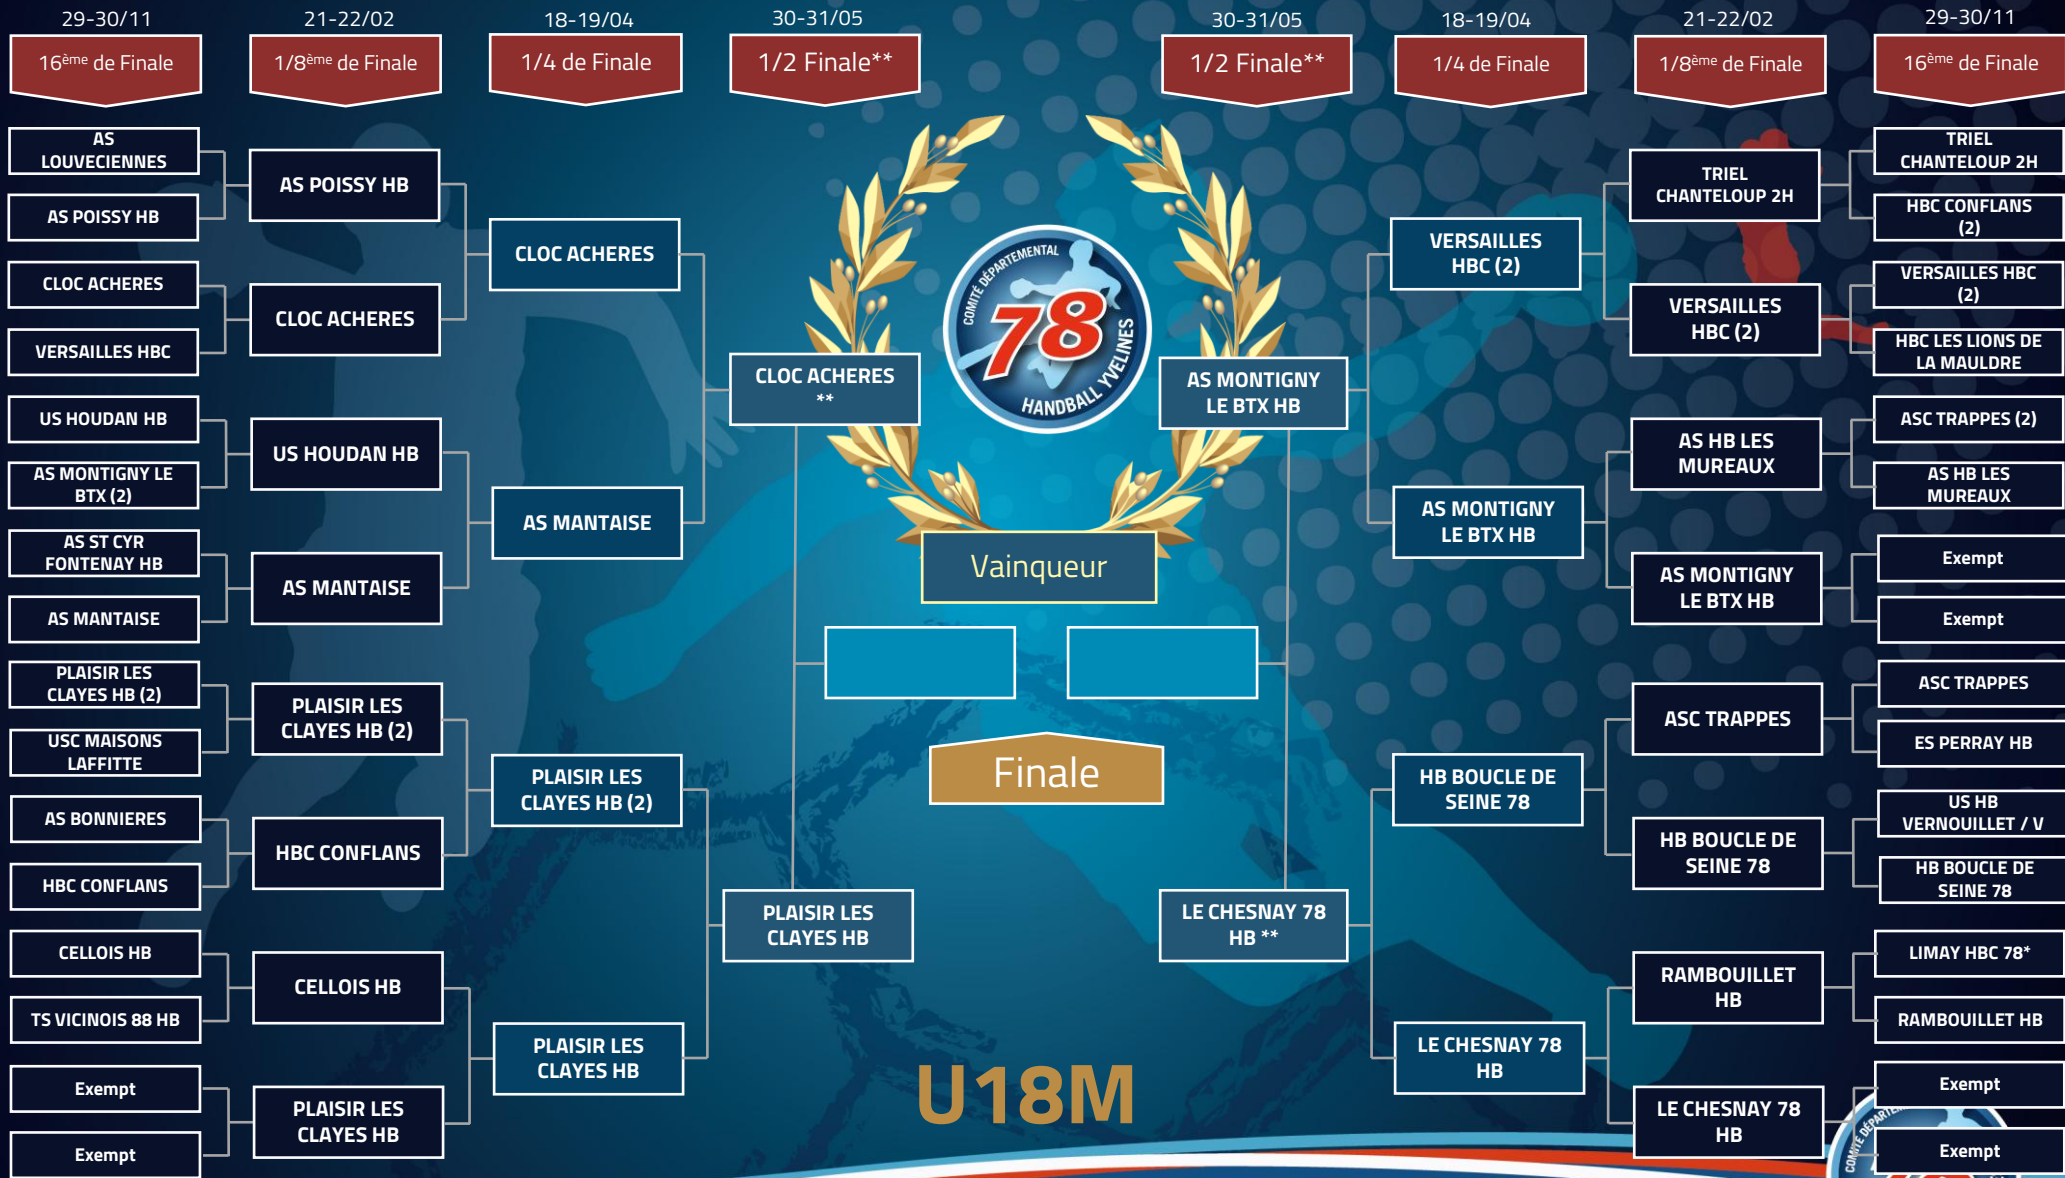 29-30/11
21-22/02
18-19/04
30-31/05
30-31/05
18-19/04
21-22/02
29-30/11
16ème de Finale
1/8ème de Finale
1/4 de Finale
1/2 Finale**
1/2 Finale**
1/4 de Finale
1/8ème de Finale
16ème de Finale
AS
LOUVECIENNES
AS POISSY HB
CLOC ACHERES
VERSAILLES HBC
US HOUDAN HB
AS MONTIGNY LE
BTX (2)
AS ST CYR
FONTENAY HB
AS MANTAISE
PLAISIR LES
CLAYES HB (2)
USC MAISONS
LAFFITTE
AS BONNIERES
HBC CONFLANS
CELLOIS HB
TS VICINOIS 88 HB
Exempt
Exempt
AS POISSY HB
CLOC ACHERES
US HOUDAN HB
AS MANTAISE
PLAISIR LES
CLAYES HB (2)
HBC CONFLANS
CELLOIS HB
PLAISIR LES
CLAYES HB
CLOC ACHERES
AS MANTAISE
PLAISIR LES
CLAYES HB (2)
PLAISIR LES
CLAYES HB
CLOC ACHERES
**
PLAISIR LES
CLAYES HB
COMITÉ DÉPARTEMENTAL
78
HANDBALL YVELINES
Vainqueur
Finale
U18M
AS MONTIGNY
LE BTX HB
LE CHESNAY 78
HB **
VERSAILLES
HBC (2)
AS MONTIGNY
LE BTX HB
HB BOUCLE DE
SEINE 78
LE CHESNAY 78
HB
TRIEL
CHANTELOUP 2H
VERSAILLES
HBC (2)
AS HB LES
MUREAUX
AS MONTIGNY
LE BTX HB
ASC TRAPPES
HB BOUCLE DE
SEINE 78
RAMBOUILLET
HB
LE CHESNAY 78
HB
TRIEL
CHANTELOUP 2H
HBC CONFLANS
(2)
VERSAILLES HBC
(2)
HBC LES LIONS DE
LA MAULDRE
ASC TRAPPES (2)
AS HB LES
MUREAUX
Exempt
Exempt
ASC TRAPPES
ES PERRAY HB
US HB
VERNOUILLET / V
HB BOUCLE DE
SEINE 78
LIMAY HBC 78*
RAMBOUILLET HB
Exempt
Exempt